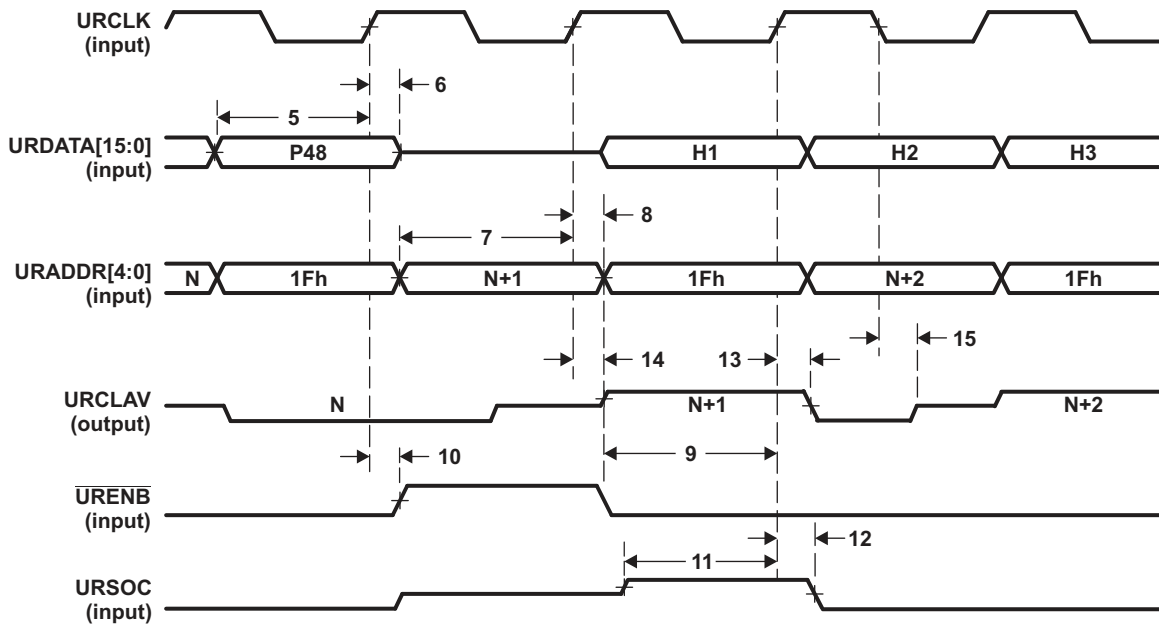 URCLK
(input)
6
5
URDATA[15:0]
(input)
P48
H1
H2
H3
8
7
URADDR[4:0]
(input)
N
1Fh
N+1
1Fh
N+2
1Fh
14
13
15
URCLAV
(output)
N
N+1
N+2
10
9
URENB
(input)
12
11
URSOC
(input)